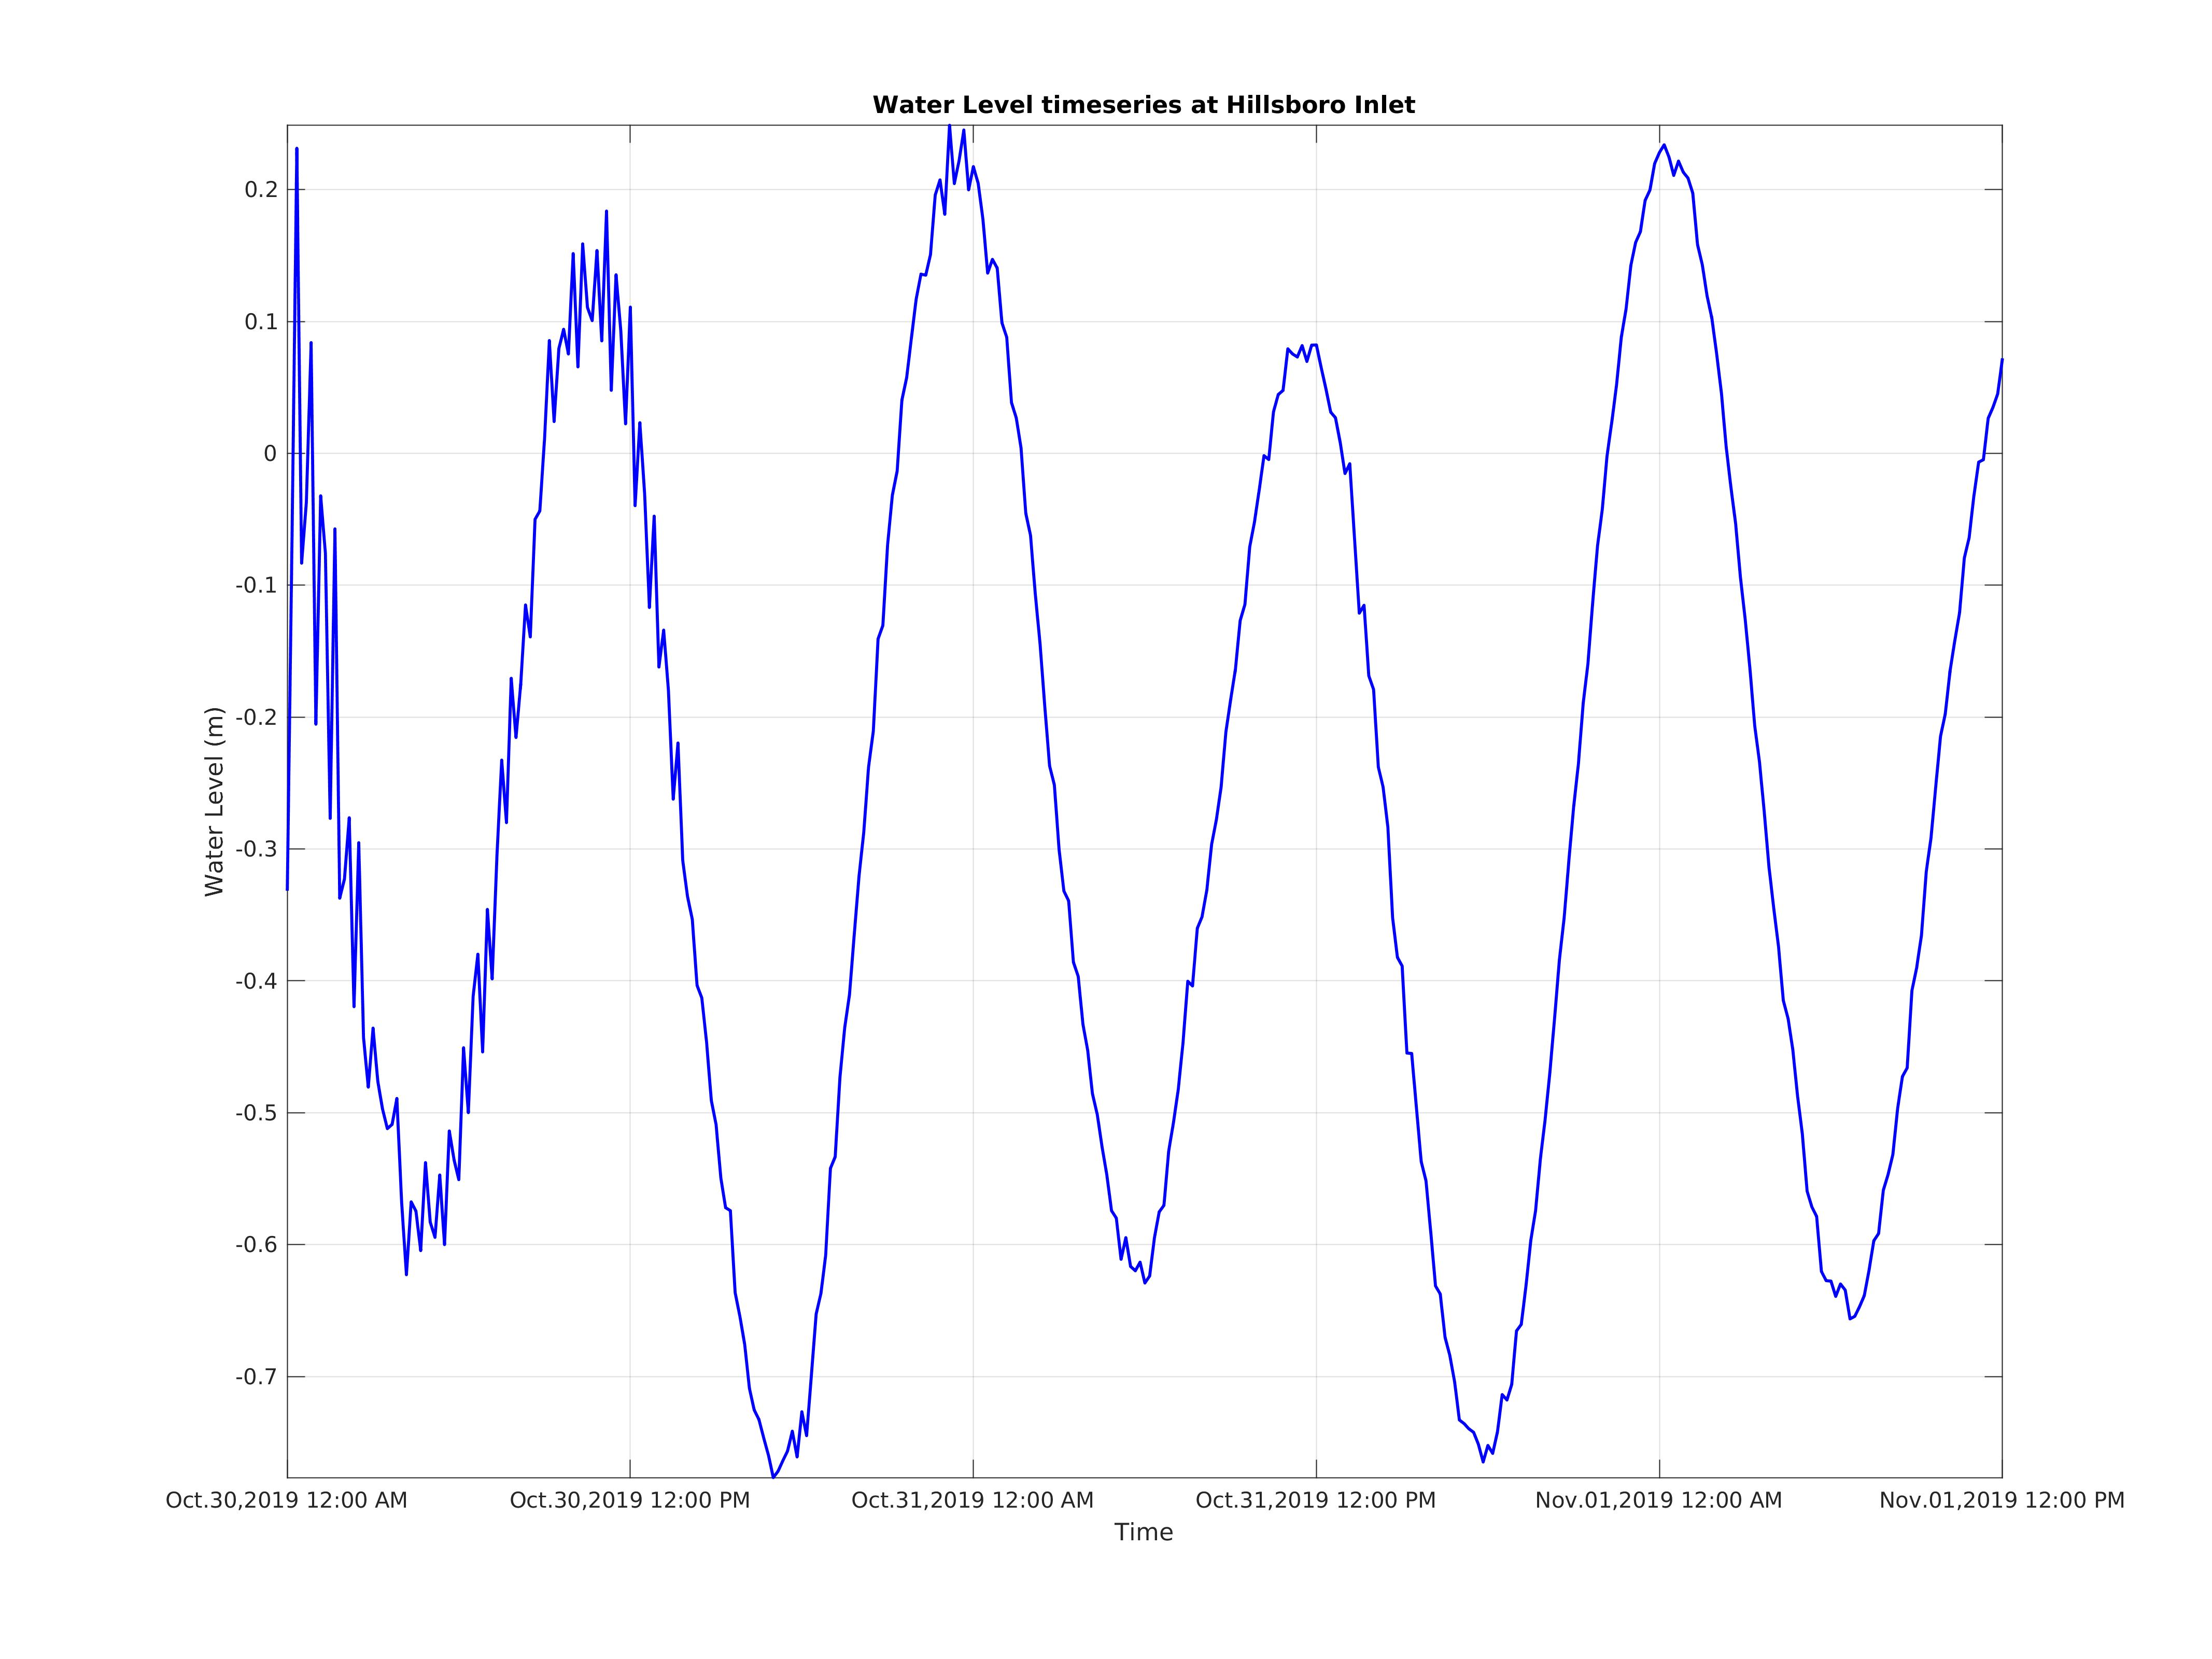 Water Level timeseries at Hillsboro Inlet
0.2
0.1
0
-0.1
-0.2
-0.3
-0.4
-0.5
-0.6
-0.7
Water Level (m)
Oct.30,2019 12:00 AM Oct.30,2019 12:00 PM Oct.31,2019 12:00 AM Oct.31,2019 12:00 PM Nov.01,2019 12:00 AM Nov.01,2019 12:00 PM
Time